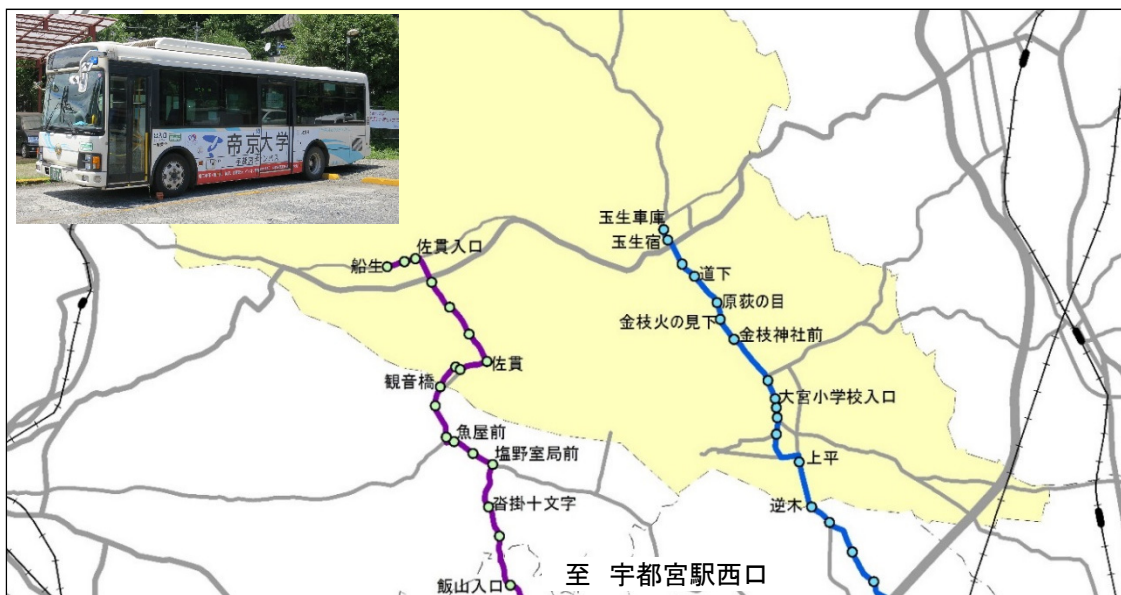 帝京大学
玉生車庫
玉生宿
佐貫入口
船生
道下
原荻の目
金枝火の見下
金枝神社前
佐貫
観音橋
大宮小学校入口
魚屋前
塩野室局前
上平
沓掛十文字
逆木
飯山入口
至 宇都宮駅西口